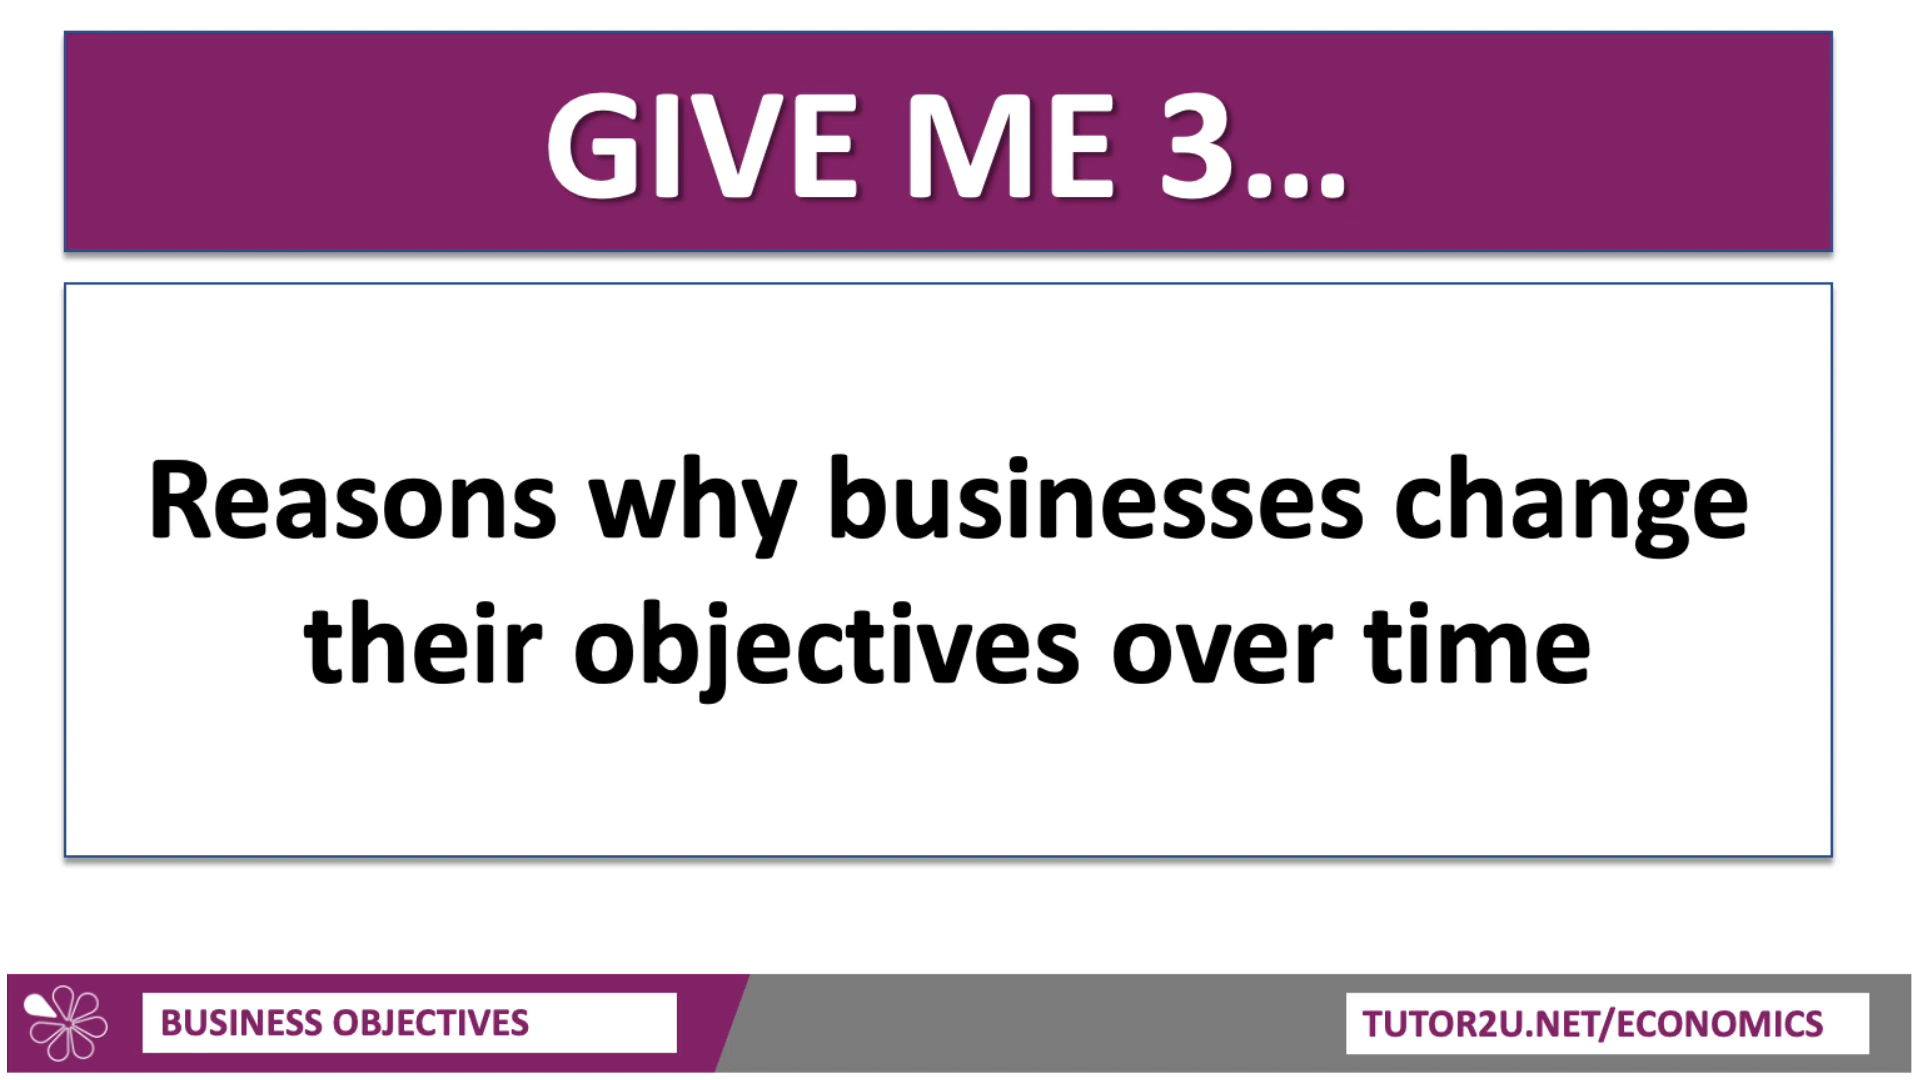 GIVE ME 3...
Reasons why businesses change
their objectives over time
BUSINESS OBJECTIVES
TUTOR2U.NET/ECONOMICS